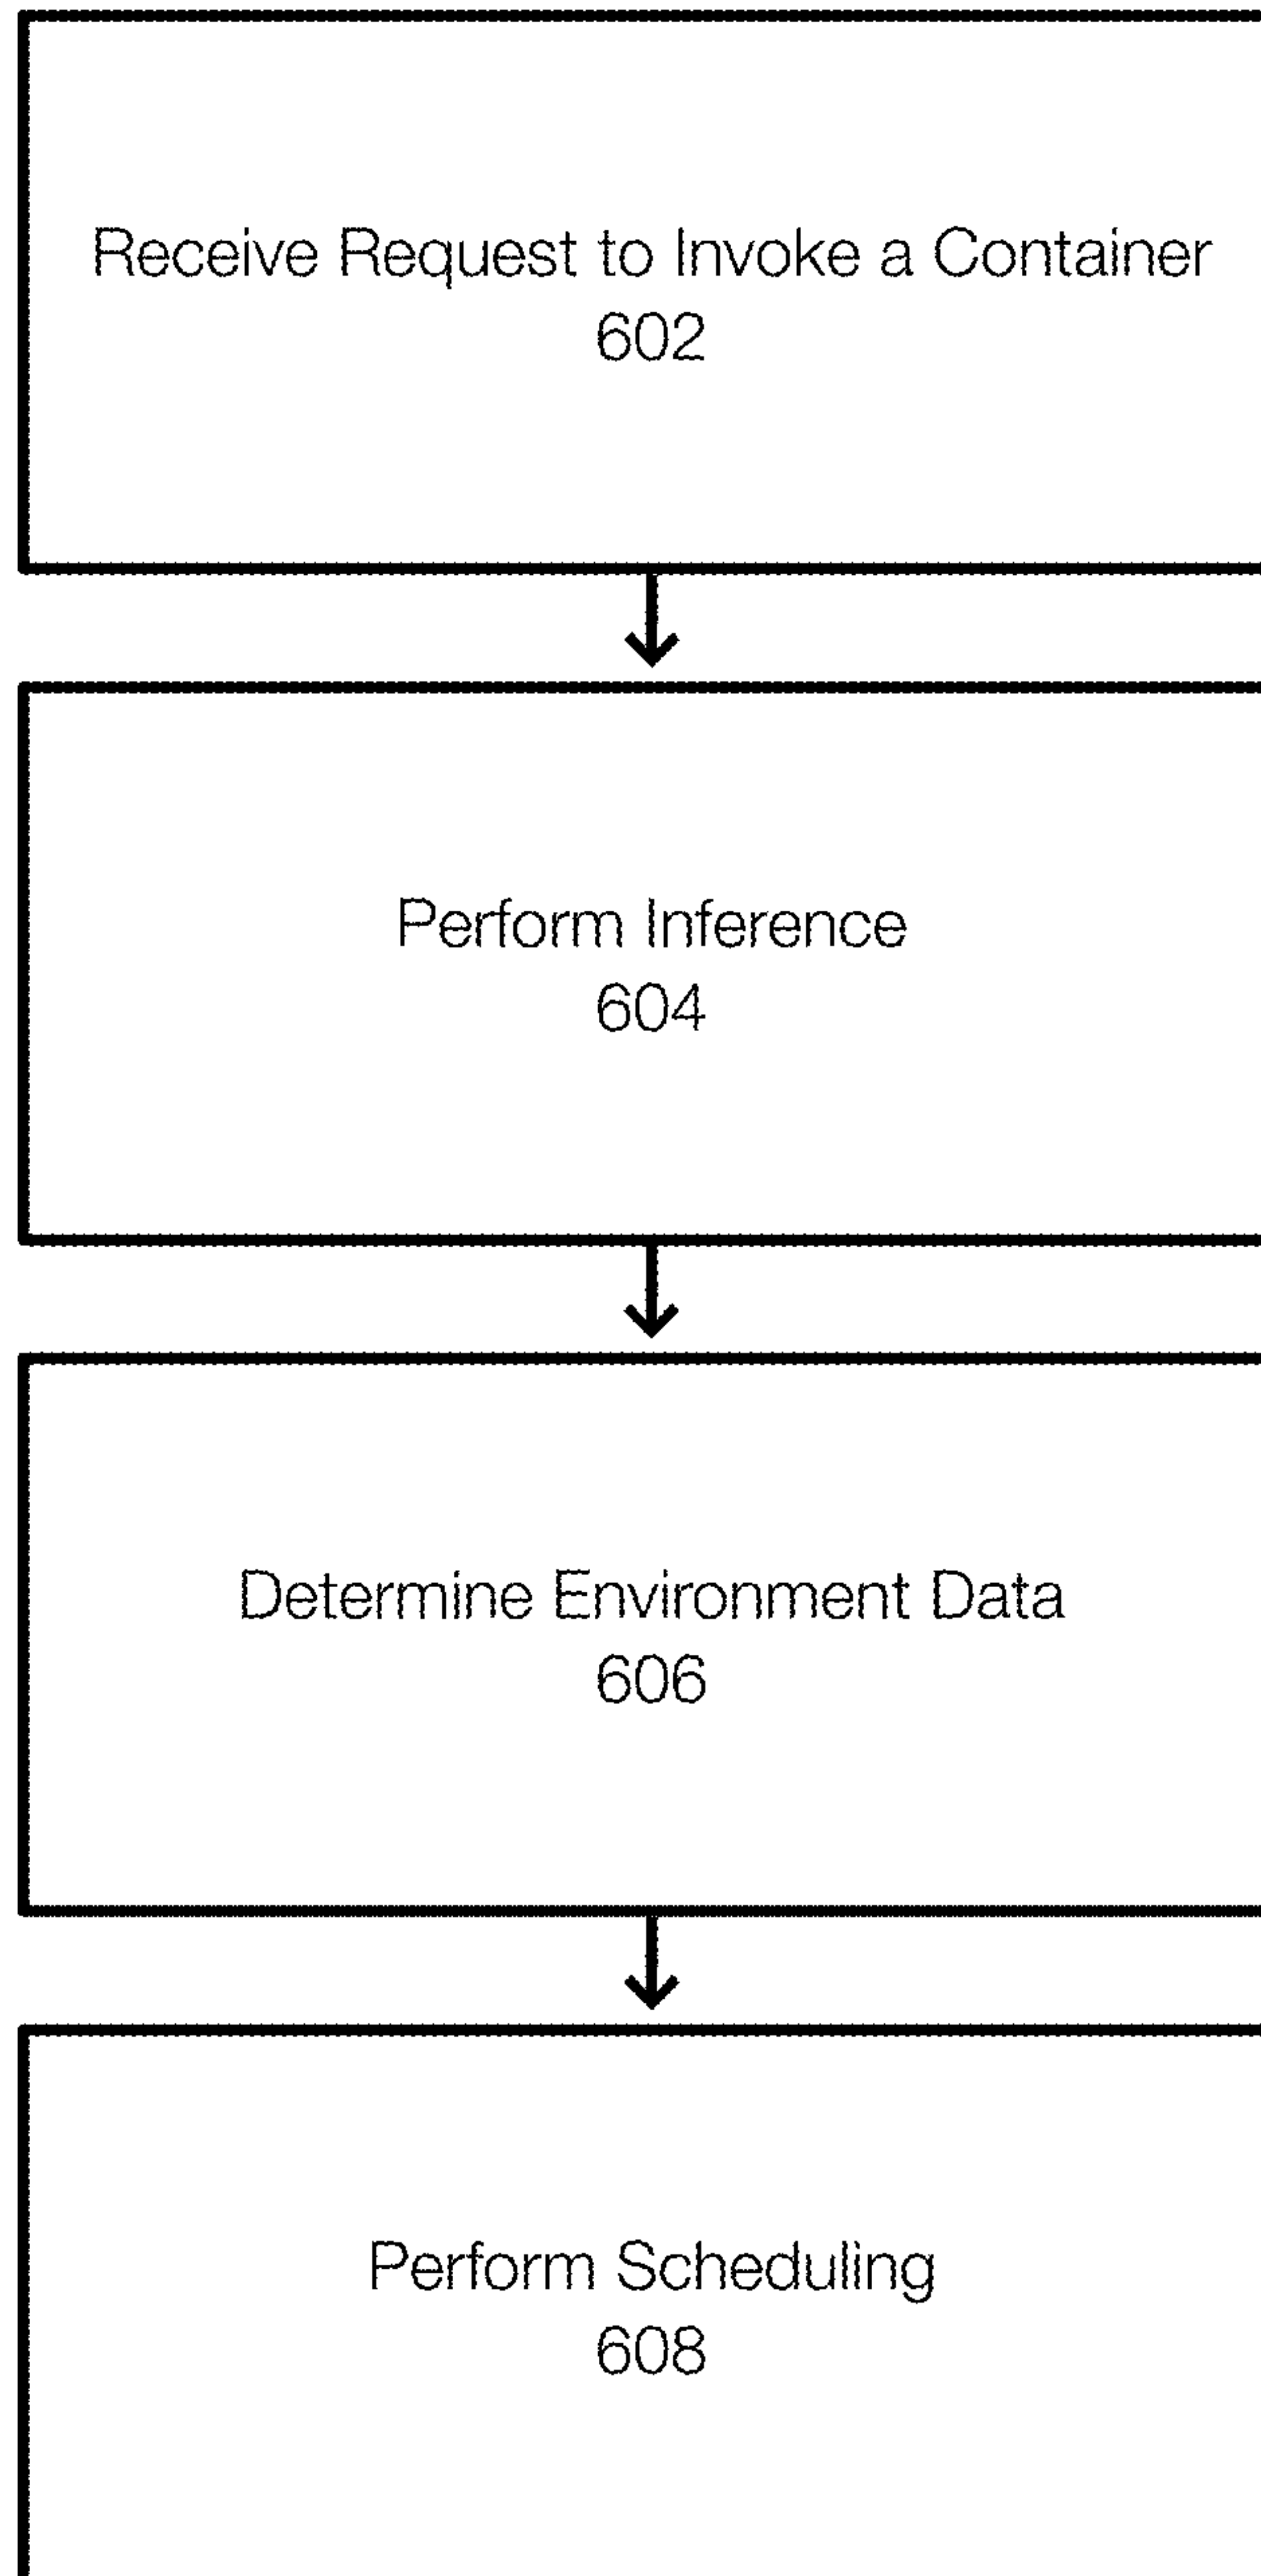 Receive Request to Invoke a Container
602
Perform Inference
604
Determine Environment Data
606
Perform Scheduling
608